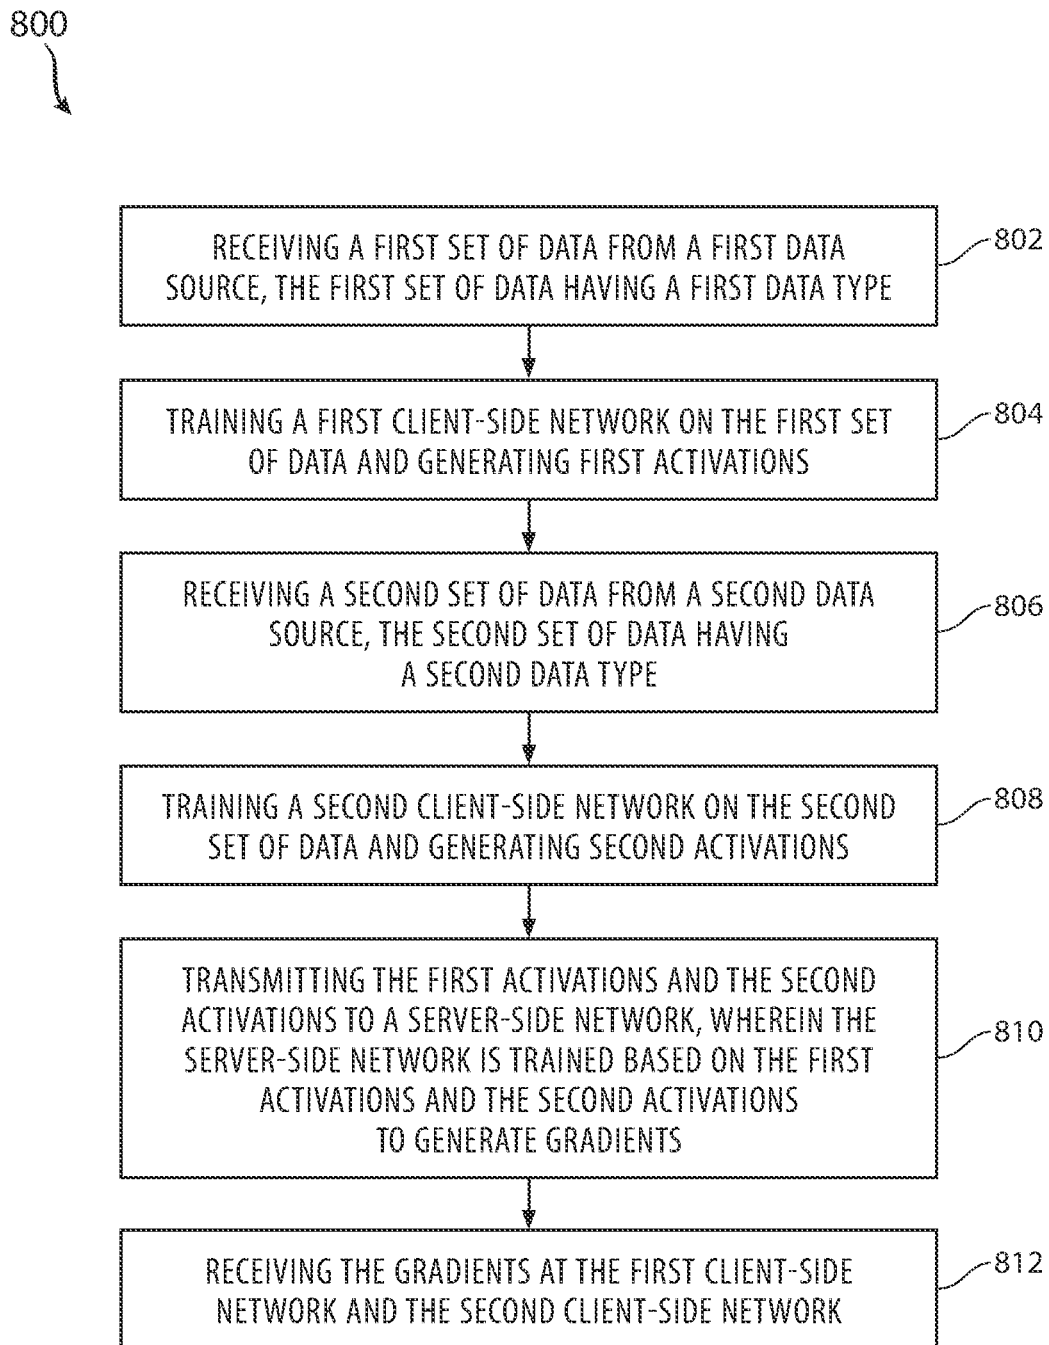 800
RECEIVING A FIRST SET OF DATA FROM A FIRST DATA
SOURCE, THE FIRST SET OF DATA HAVING A FIRST DATA TYPE
802
TRAINING A FIRST CLIENT-SIDE NETWORK ON THE FIRST SET
OF DATA AND GENERATING FIRST ACTIVATIONS
804
RECEIVING A SECOND SET OF DATA FROM A SECOND DATA
SOURCE, THE SECOND SET OF DATA HAVING
A SECOND DATA TYPE
806
TRAINING A SECOND CLIENT-SIDE NETWORK ON THE SECOND
SET OF DATA AND GENERATING SECOND ACTIVATIONS
808
TRANSMITTING THE FIRST ACTIVATIONS AND THE SECOND
ACTIVATIONS TO A SERVER-SIDE NETWORK, WHEREIN THE
SERVER-SIDE NETWORK IS TRAINED BASED ON THE FIRST
ACTIVATIONS AND THE SECOND ACTIVATIONS
TO GENERATE GRADIENTS
810
RECEIVING THE GRADIENTS AT THE FIRST CLIENT-SIDE
NETWORK AND THE SECOND CLIENT-SIDE NETWORK
812